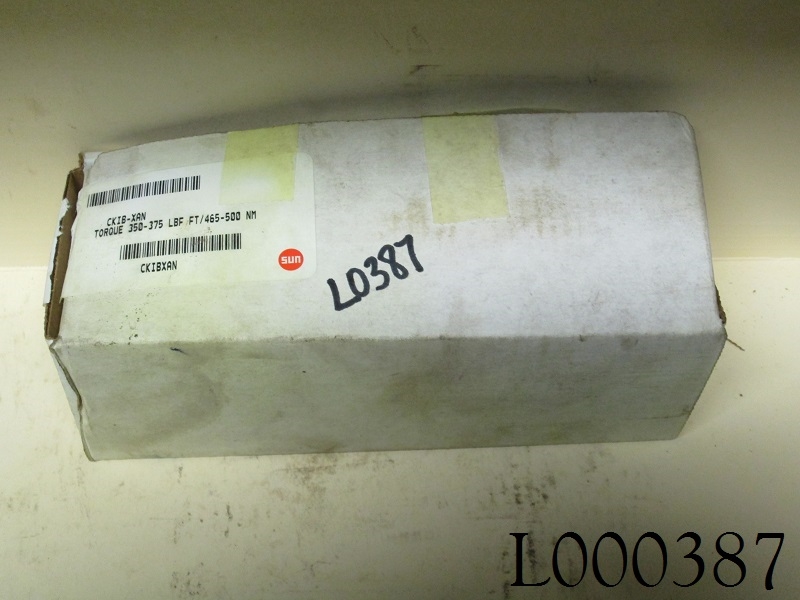 CKIB-XAN
TORQUE 350-375 LBF FT/465-500 NM
CKIBXAN
sun
L0387
L000387